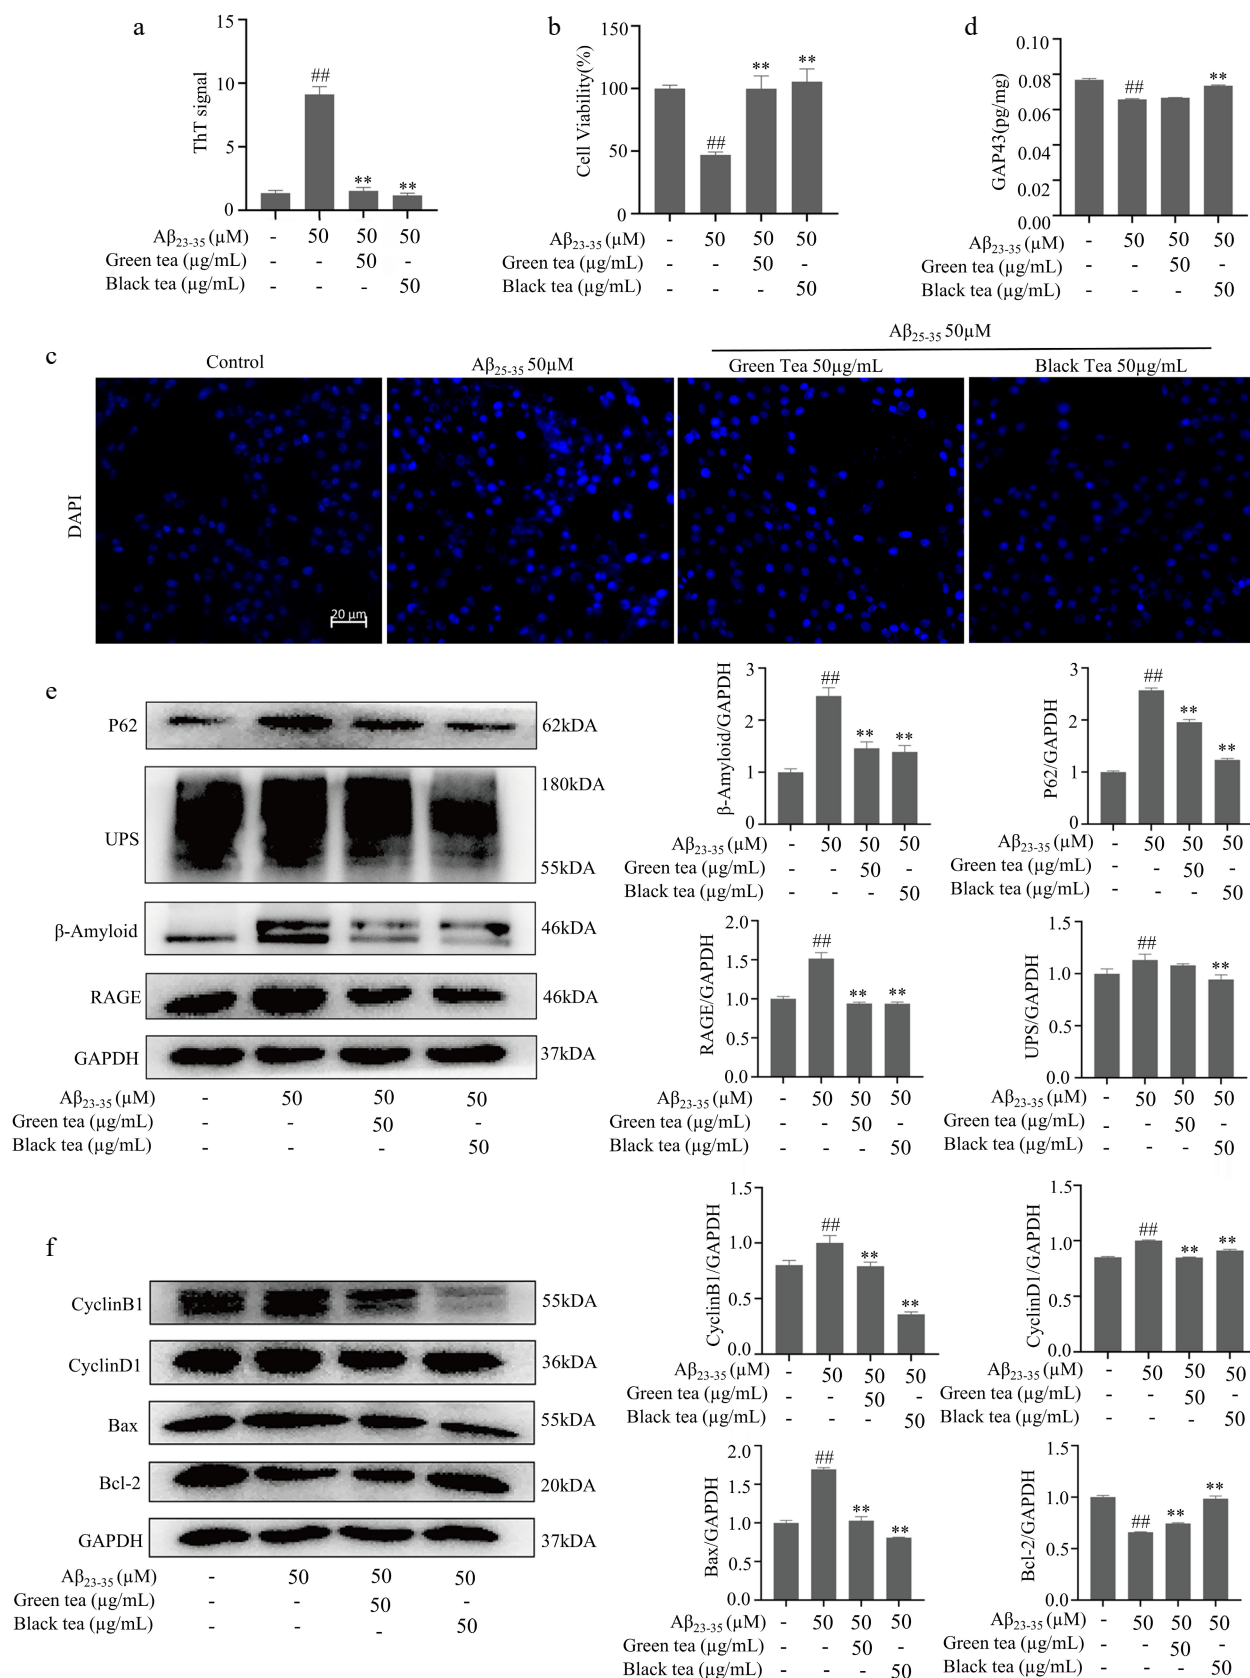 a
15
10
5
0
ThT signal
##
**
**
Aβ23-35 (µM) - 50 50 50
Green tea (µg/mL) - - 50 -
Black tea (µg/mL) - - - 50
b
150
100
50
0
Cell Viability(%)
##
**
**
Aβ23-35 (µM) - 50 50 50
Green tea (µg/mL) - - 50 -
Black tea (µg/mL) - - - 50
d
0.10
0.08
0.06
0.04
0.02
0.00
GAP43(pg/mg)
##
**
Aβ23-35 (µM) - 50 50 50
Green tea (µg/mL) - - 50
Black tea (µg/mL) - - - 50
c
Aβ25-35 50µM
Control
Aβ25-35 50µM
Green Tea 50µg/mL
Black Tea 50µg/mL
DAPI
20 µm
e
P62 62kDA
180kDA
UPS
55kDA
β-Amyloid 46kDA
RAGE 46kDA
GAPDH 37kDA
Aβ23-35 (µM) - 50 50 50
Green tea (µg/mL) - - 50
Black tea (µg/mL) - - - 50
3
2
1
0
β-Amyloid/GAPDH
##
**
**
Aβ23-35 (µM) - 50 50 50
Green tea (µg/mL) - - 50 -
Black tea (µg/mL) - - - 50
3
2
1
0
P62/GAPDH
##
**
**
Aβ23-35 (µM) - 50 50 50
Green tea (µg/mL) - - 50 -
Black tea (µg/mL) - - - 50
2.0
1.5
1.0
0.5
0.0
RAGE/GAPDH
##
**
**
Aβ23-35 (µM) - 50 50 50
Green tea (µg/mL) - - 50 -
Black tea (µg/mL) - - - 50
1.5
1.0
0.5
0.0
UPS/GAPDH
##
**
Aβ23-35 (µM) - 50 50 50
Green tea (µg/mL) - - 50 -
Black tea (µg/mL) - - - 50
f
CyclinB1 55kDA
CyclinD1 36kDA
Bax 55kDA
Bcl-2 20kDA
GAPDH 37kDA
Aβ23-35 (µM) - 50 50 50
Green tea (µg/mL) - - 50 -
Black tea (µg/mL) - - - 50
1.5
1.0
0.5
0.0
CyclinB1/GAPDH
##
**
**
Aβ23-35 (µM) - 50 50 50
Green tea (µg/mL) - - 50 -
Black tea (µg/mL) - - - 50
1.5
1.0
0.5
0.0
CyclinD1/GAPDH
##
**
**
Aβ23-35 (µM) - 50 50 50
Green tea (µg/mL) - - 50 -
Black tea (µg/mL) - - - 50
2.0
1.5
1.0
0.5
0.0
Bax/GAPDH
##
**
**
Aβ23-35 (µM) - 50 50 50
Green tea (µg/mL) - - 50 -
Black tea (µg/mL) - - - 50
1.5
1.0
0.5
0.0
Bcl-2/GAPDH
##
**
**
Aβ23-35 (µM) - 50 50 50
Green tea (µg/mL) - - 50 -
Black tea (µg/mL) - - - 50